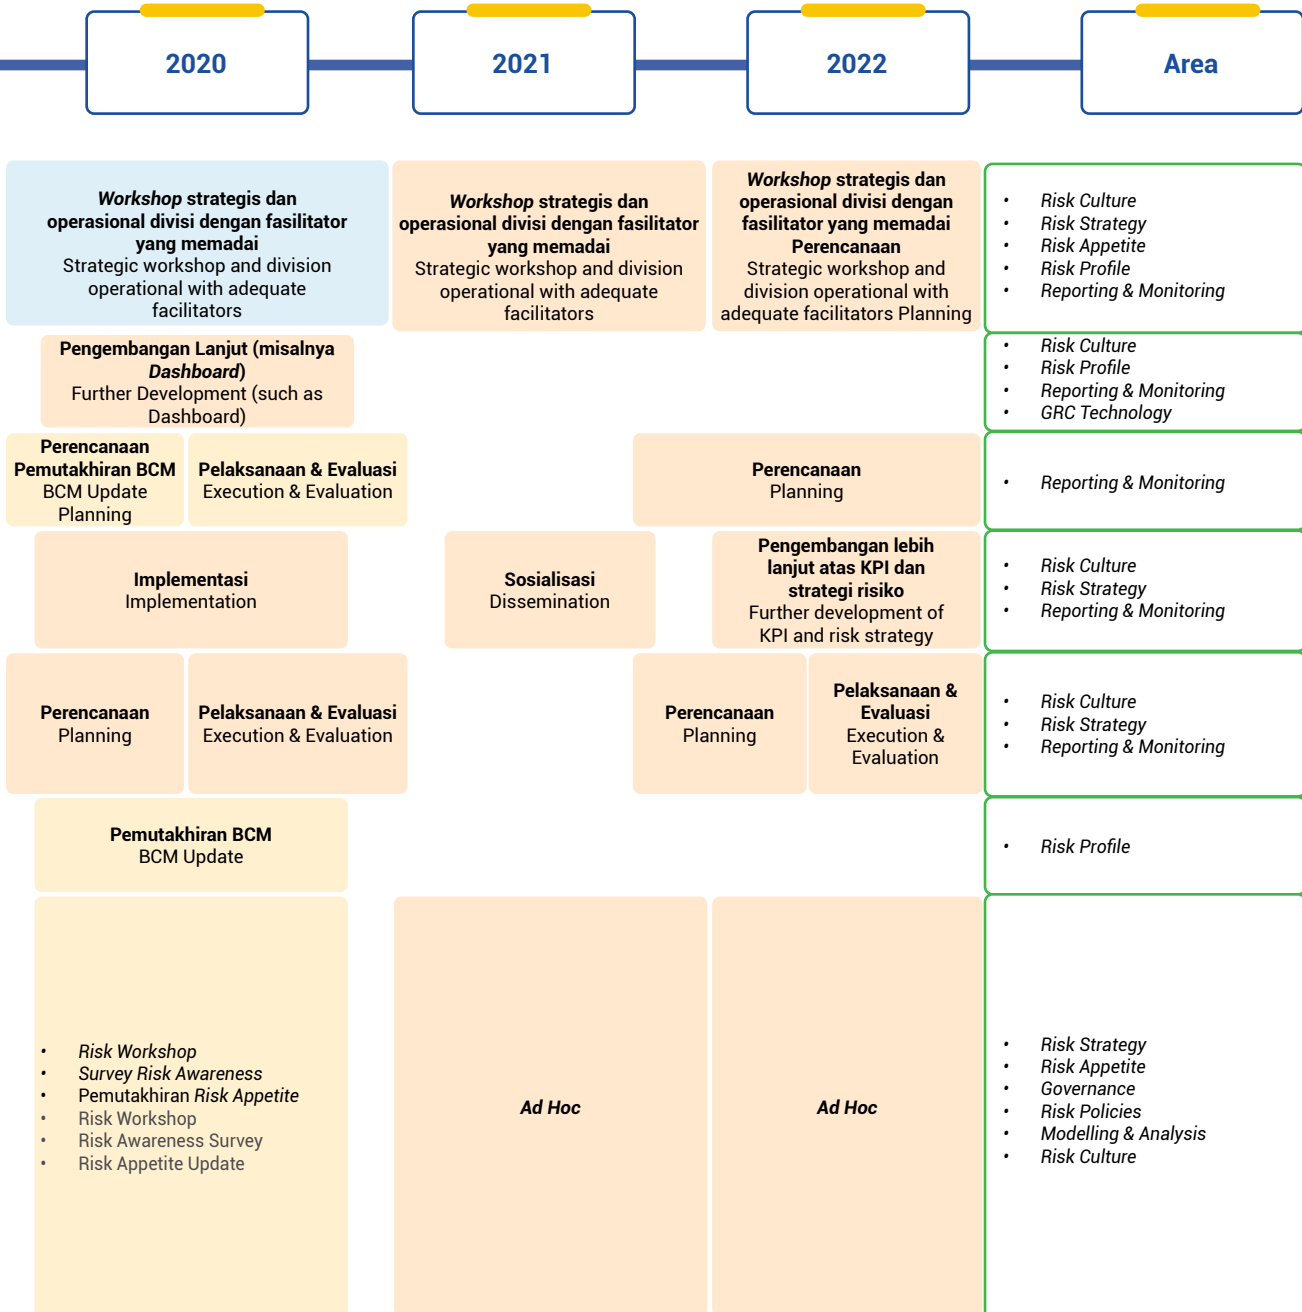 2020
2021
2022
Area
Workshop strategis dan
operasional divisi dengan fasilitator
yang memadai
Strategic workshop and division
operational with adequate
facilitators
Workshop strategis dan
operasional divisi dengan fasilitator
yang memadai
Strategic workshop and division
operational with adequate
facilitators
Workshop strategis dan
operasional divisi dengan
fasilitator yang memadai
Perencanaan
Strategic workshop and
division operational with
adequate facilitators Planning
• Risk Culture
• Risk Strategy
• Risk Appetite
• Risk Profile
• Reporting & Monitoring
Pengembangan Lanjut (misalnya
Dashboard)
Further Development (such as
Dashboard)
• Risk Culture
• Risk Profile
• Reporting & Monitoring
• GRC Technology
Perencanaan
Pemutakhiran BCM
BCM Update
Planning
Pelaksanaan & Evaluasi
Execution & Evaluation
Perencanaan
Planning
• Reporting & Monitoring
Implementasi
Implementation
Sosialisasi
Dissemination
Pengembangan lebih
lanjut atas KPI dan
strategi risiko
Further development of
KPI and risk strategy
• Risk Culture
• Risk Strategy
• Reporting & Monitoring
Perencanaan
Planning
Pelaksanaan & Evaluasi
Execution & Evaluation
Perencanaan
Planning
Pelaksanaan &
Evaluasi
Execution &
Evaluation
• Risk Culture
• Risk Strategy
• Reporting & Monitoring
Pemutakhiran BCM
BCM Update
• Risk Profile
• Risk Workshop
• Survey Risk Awareness
• Pemutakhiran Risk Appetite
• Risk Workshop
• Risk Awareness Survey
• Risk Appetite Update
Ad Hoc
Ad Hoc
• Risk Strategy
• Risk Appetite
• Governance
• Risk Policies
• Modelling & Analysis
• Risk Culture